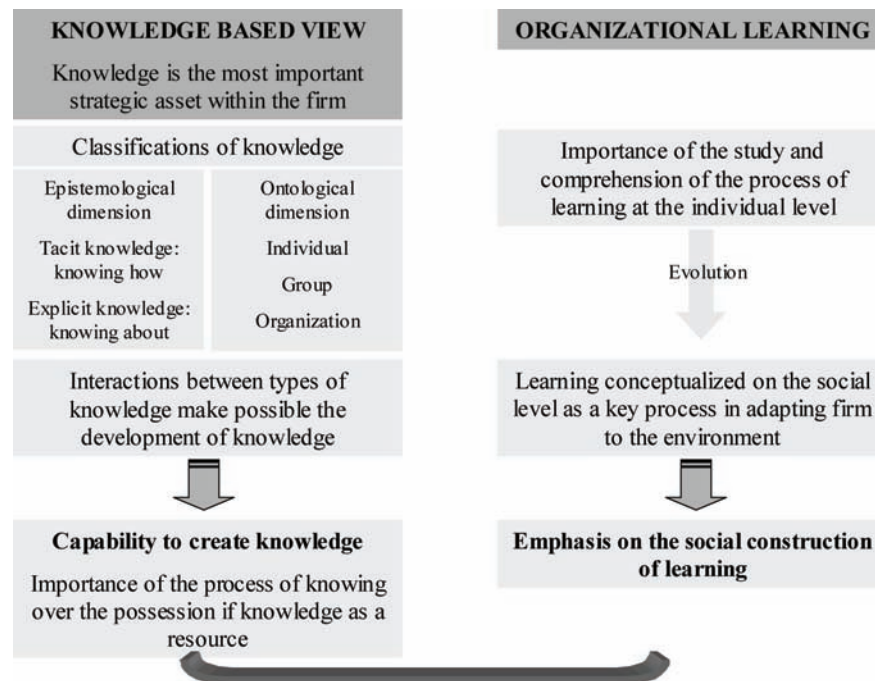 KNOWLEDGE BASED VIEW
Knowledge is the most important
strategic asset within the firm
Classifications of knowledge
Epistemological
dimension
Tacit knowledge:
knowing how
Explicit knowledge:
knowing about
Ontological
dimension
Individual
Group
Organization
Interactions between types of
knowledge make possible the
development of knowledge
Capability to create knowledge
Importance of the process of knowing
over the possession if knowledge as a
resource
ORGANIZATIONAL LEARNING
Importance of the study and
comprehension of the process of
learning at the individual level
Evolution
Learning conceptualized on the social
level as a key process in adapting firm
to the environment
Emphasis on the social construction
of learning